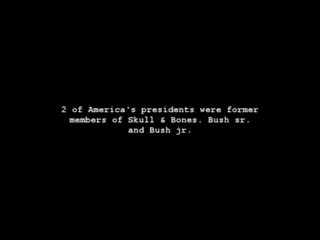 2 of America's presidents were former
members of Skull & Bones. Bush sr.
and Bush jr.